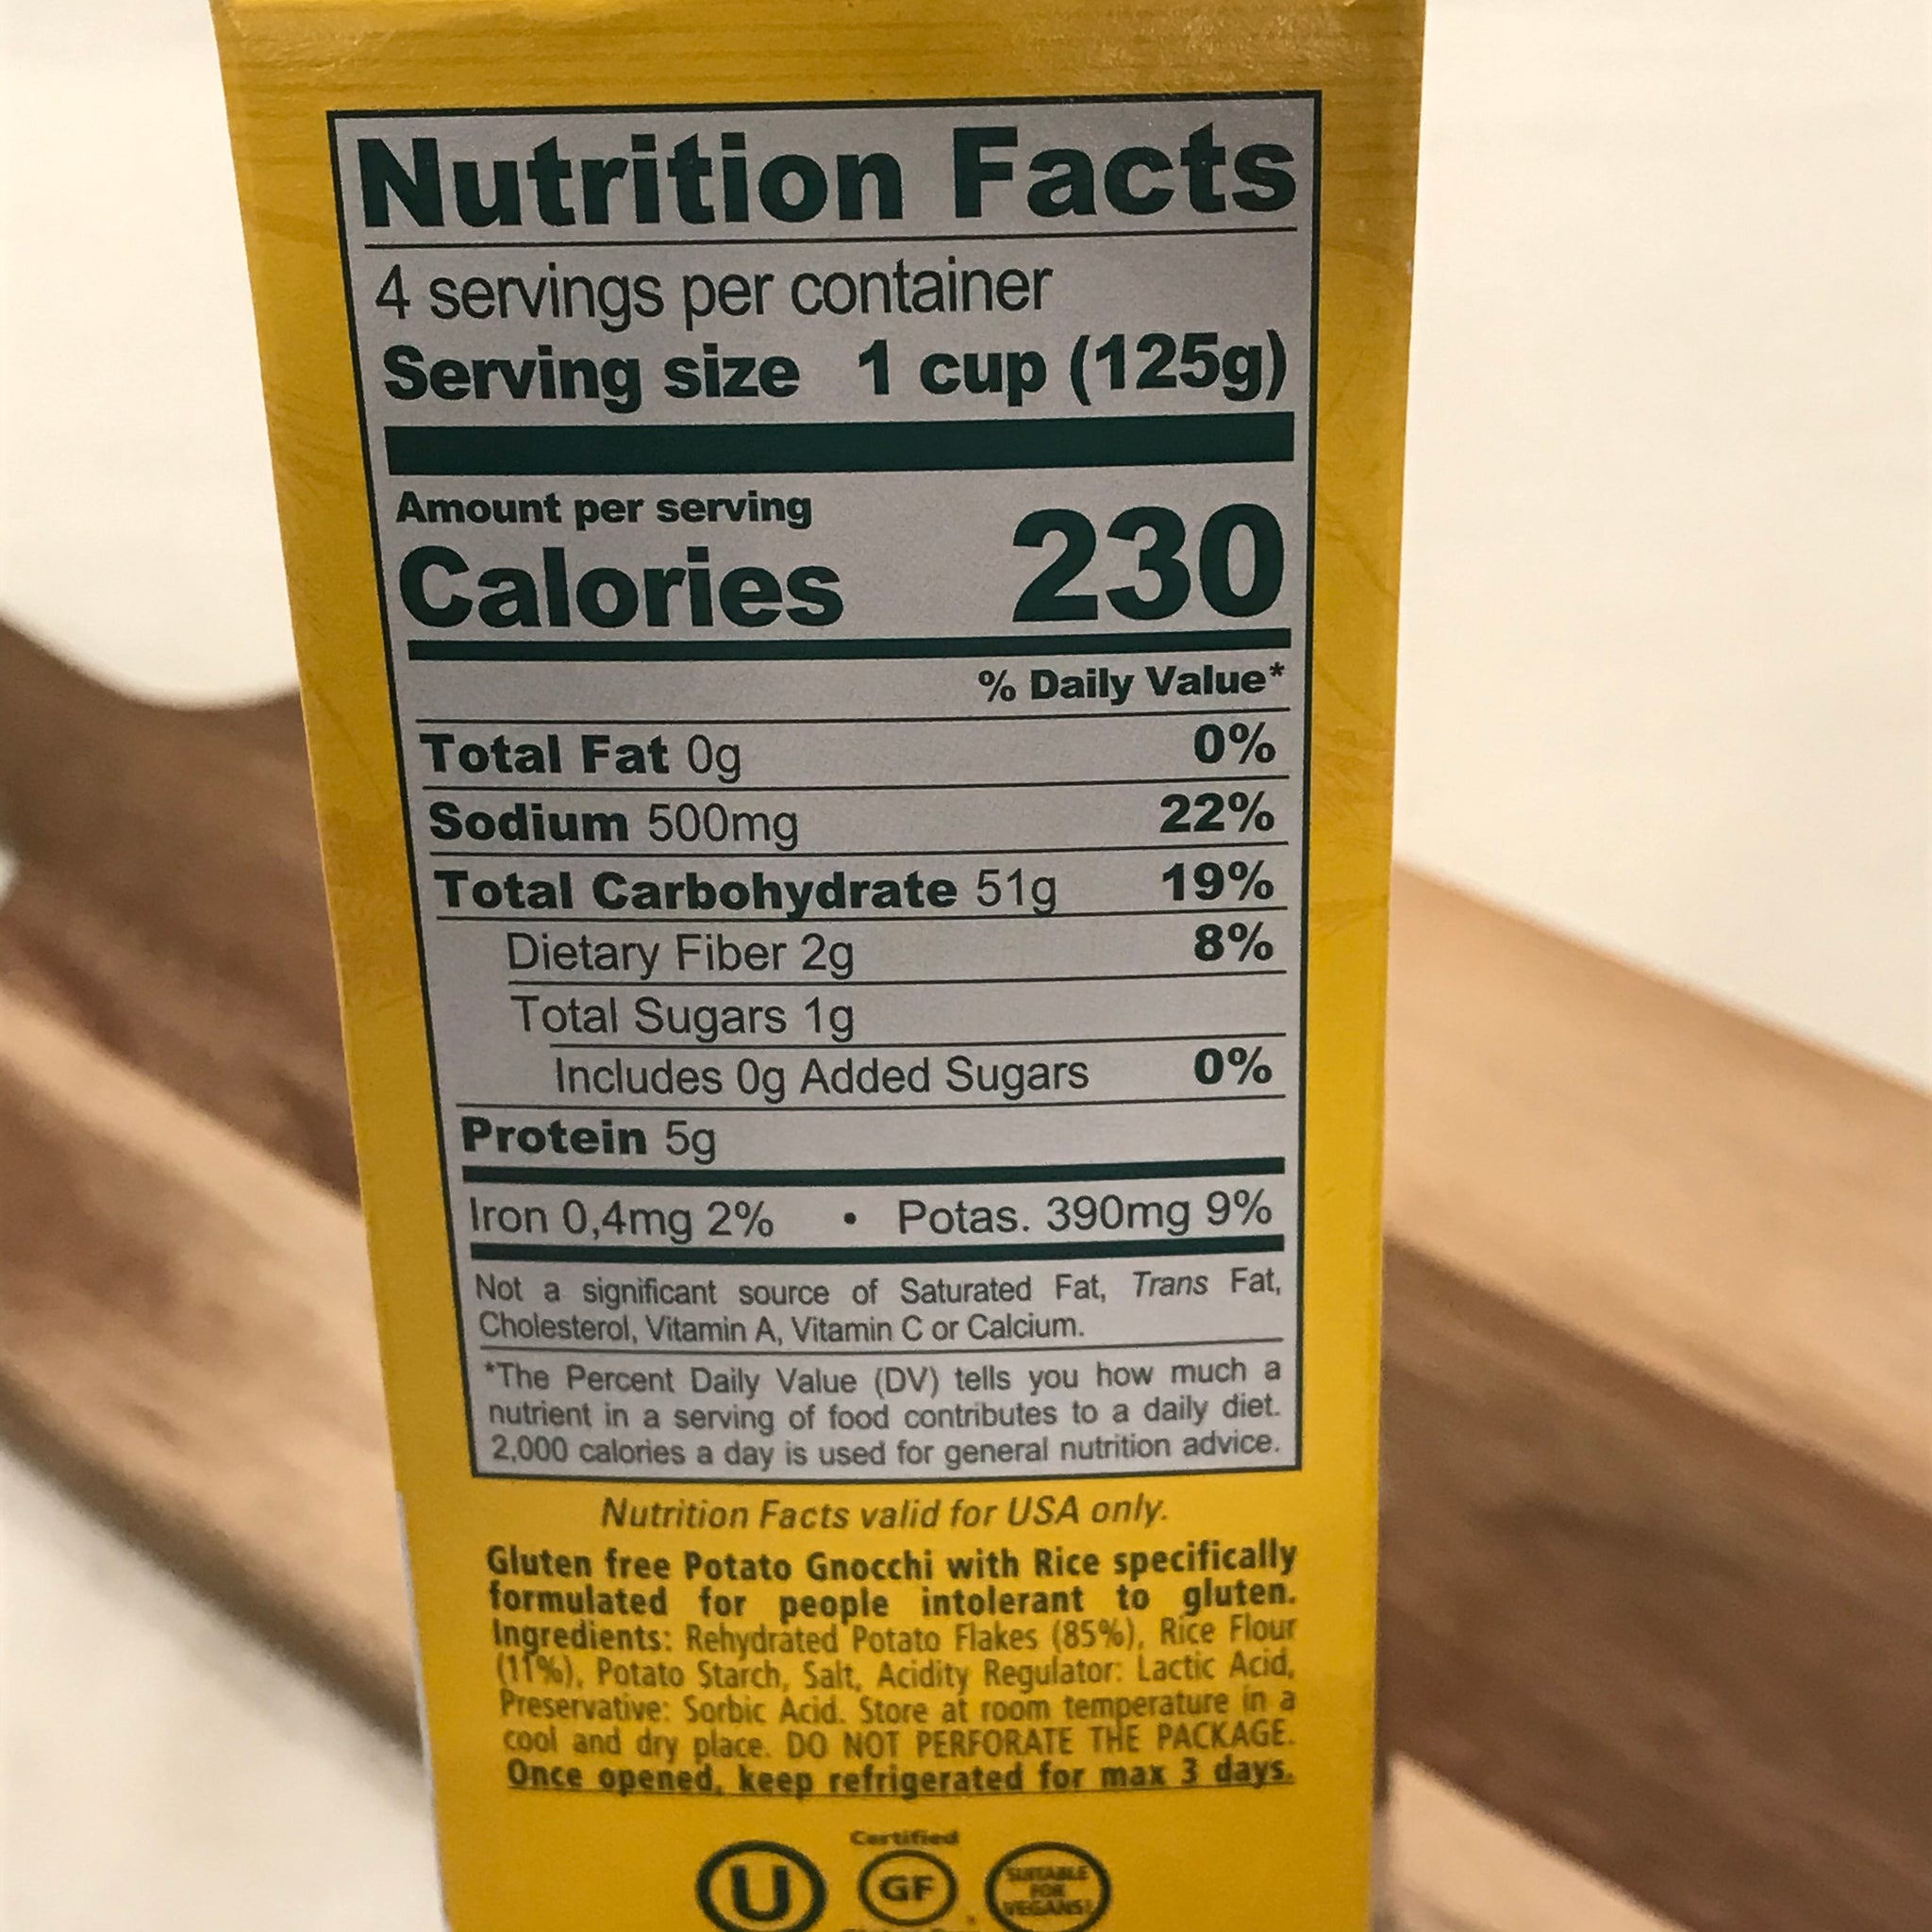 Nutrition Facts
4 servings per container
Serving size 1 cup (125g)
Amount per serving
Calories 230
% Daily Value*
Total Fat 0g 0%
Sodium 500mg 22%
Total Carbohydrate 51g 19%
Dietary Fiber 2g 8%
Total Sugars 1g
Includes 0g Added Sugars 0%
Protein 5g
Iron 0,4mg 2% • Potas. 390mg 9%
Not a significant source of Saturated Fat, Trans Fat,
Cholesterol, Vitamin A, Vitamin C or Calcium.
*The Percent Daily Value (DV) tells you how much a
nutrient in a serving of food contributes to a daily diet.
2,000 calories a day is used for general nutrition advice.
Nutrition Facts valid for USA only.
Gluten free Potato Gnocchi with Rice specifically
formulated for people intolerant to gluten.
Ingredients: Rehydrated Potato Flakes (85%), Rice Flour
(11%), Potato Starch, Salt, Acidity Regulator: Lactic Acid,
Preservative: Sorbic Acid. Store at room temperature in a
cool and dry place. DO NOT PERFORATE THE PACKAGE.
Once opened, keep refrigerated for max 3 days.
Certified
U GF SUITABLE
FOR
VEGANS!